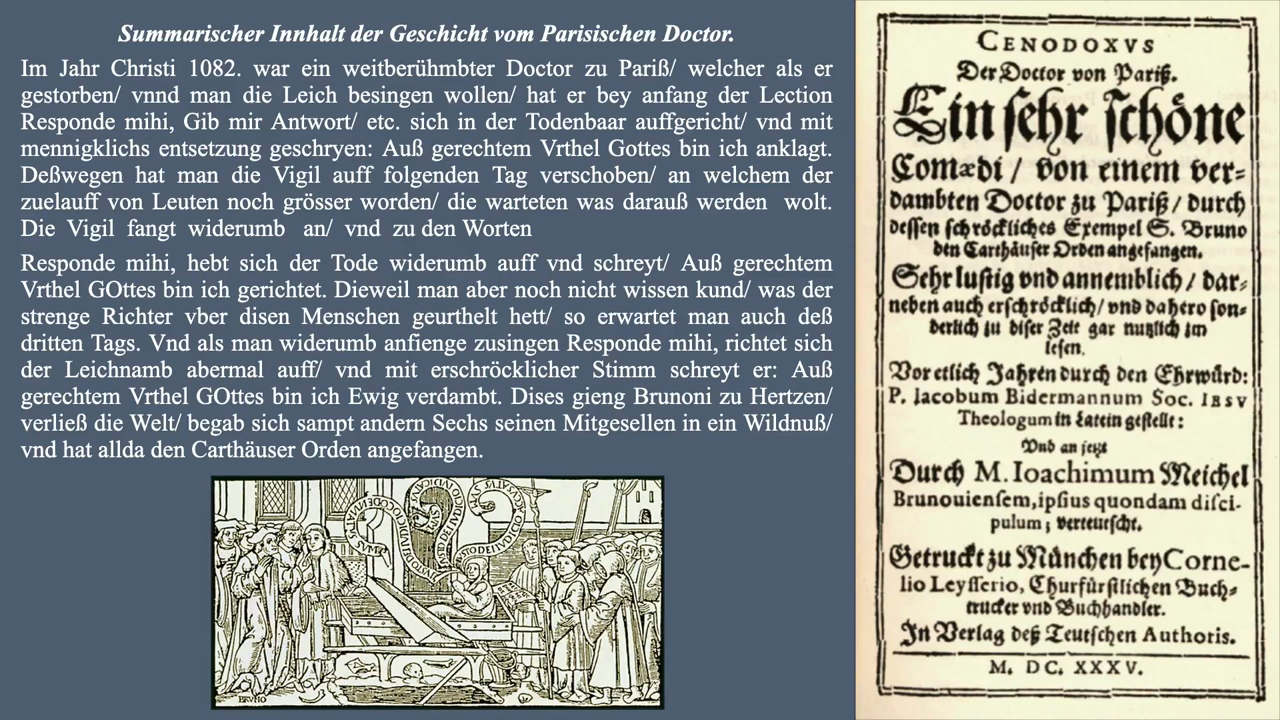 Summarischer Innhalt der Geschicht vom Parisischen Doctor.
Im Jahr Christi 1082. war ein weitberühmbter Doctor zu Pariß/ welcher als er
gestorben/ vnnd man die Leich besingen wollen/ hat er bey anfang der Lection
Responde mihi, Gib mir Antwort/ etc. sich in der Todenbaar auffgericht/ vnd mit
mennigklichs entsetzung geschryen: Auß gerechtem Vrthel Gottes bin ich anklagt.
Deßwegen hat man die Vigil auff folgenden Tag verschoben/ an welchem der
zuelauff von Leuten noch grösser worden/ die warteten was darauß werden wolt.
Die Vigil fangt widerumb an/ vnd zu den Worten
Responde mihi, hebt sich der Tode widerumb auff vnd schreyt/ Auß gerechtem
Vrthel GOttes bin ich gerichtet. Dieweil man aber noch nicht wissen kund/ was der
strenge Richter vber disen Menschen geurthelt hett/ so erwartet man auch deß
dritten Tags. Vnd als man widerumb anfienge zusingen Responde mihi, richtet sich
der Leichnamb abermal auff/ vnd mit erschröcklicher Stimm schreyt er: Auß
gerechtem Vrthel GOttes bin ich Ewig verdambt. Dises gieng Brunoni zu Hertzen/
verließ die Welt/ begab sich sampt andern Sechs seinen Mitgesellen in ein Wildnuß/
vnd hat allda den Carthäuser Orden angefangen.
BRVNO
CENODOXVS
Der Doctor von Pariß.
Ein sehr schöne
Comædi / von einem ver=
dambten Doctor zu Pariß / durch
dessen schröckliches Exempel S. Bruno
den Carthäuser Orden angefangen.
Sehr lustig vnd annemblich / dar=
neben auch erschröcklich / vnd dahero son=
derlich zu diser Zeit gar nutzlich zu
lesen.
Vor etlich Jahren durch den Ehrwürd:
P. Iacobum Bidermannum Soc. IESV
Theologum in Latein gestellt :
Vnd an jetzt
Durch M. Ioachimum Meichel
Brunouiensem, ipsius quondam disci-
pulum ; verteutscht.
Getruckt zu München bey Corne-
lio Leysserio, Churfürstlichen Buch=
trucker vnd Buchhandler.
In Verlag deß Teutschen Authoris.
M. DC. XXXV.